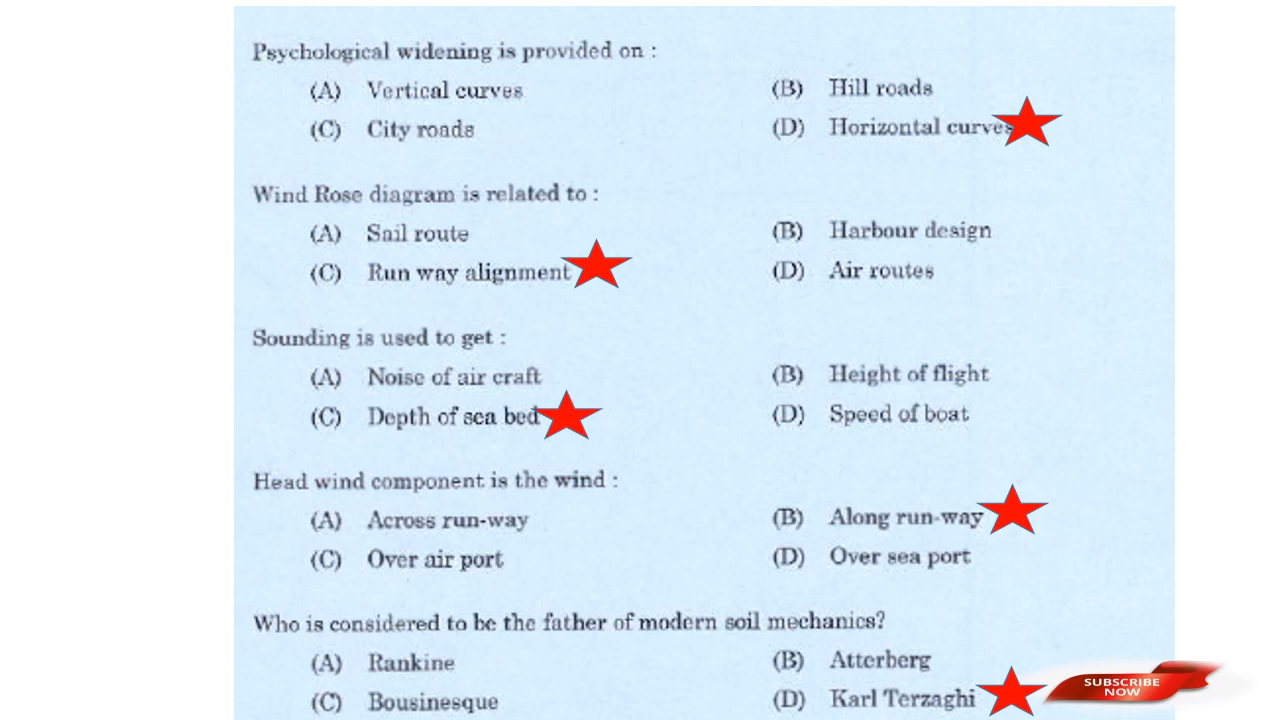 Psychological widening is provided on :
(A) Vertical curves (B) Hill roads
(C) City roads (D) Horizontal curves
Wind Rose diagram is related to :
(A) Sail route (B) Harbour design
(C) Run way alignment (D) Air routes
Sounding is used to get :
(A) Noise of air craft (B) Height of flight
(C) Depth of sea bed (D) Speed of boat
Head wind component is the wind :
(A) Across run-way (B) Along run-way
(C) Over air port (D) Over sea port
Who is considered to be the father of modern soil mechanics?
(A) Rankine (B) Atterberg
(C) Bousinesque (D) Karl Terzaghi
SUBSCRIBE
NOW